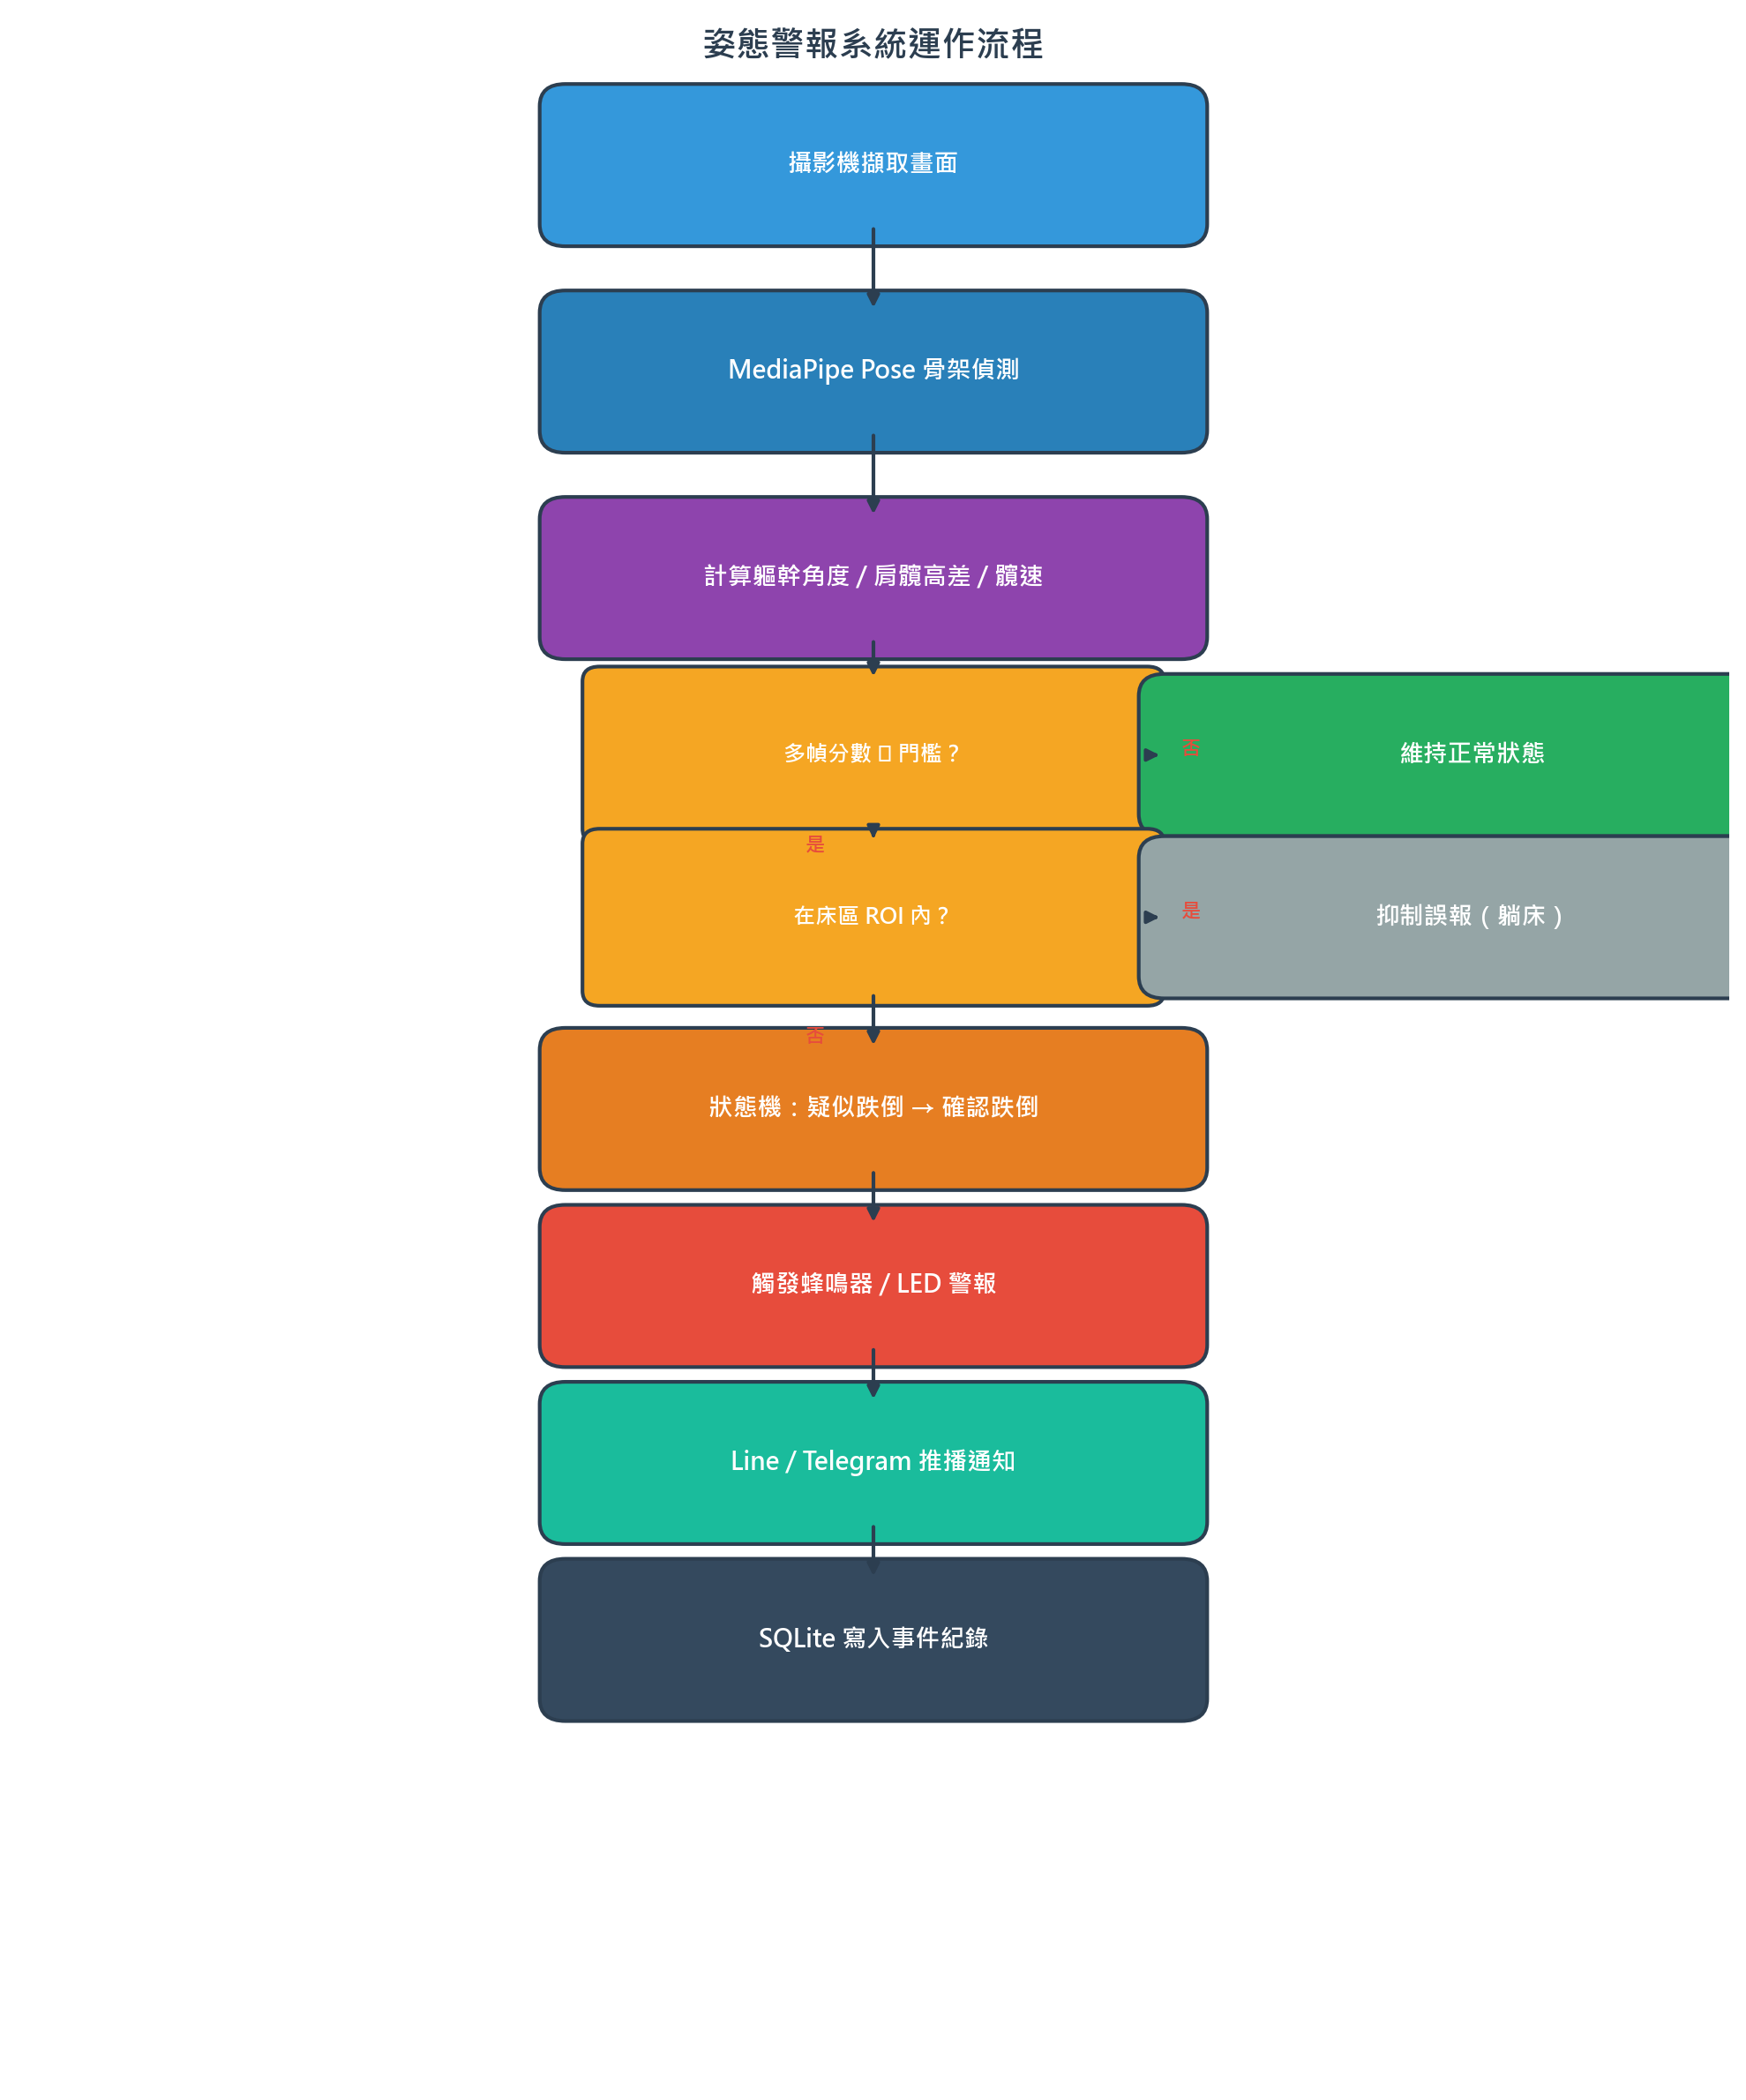 姿態警報系統運作流程
攝影機擷取畫面
MediaPipe Pose 骨架偵測
計算軀幹角度 / 肩髖高差 / 髖速
多幀分數 □ 門檻？
否
維持正常狀態
是
在床區 ROI 內？
是
抑制誤報（躺床）
否
狀態機：疑似跌倒 → 確認跌倒
觸發蜂鳴器 / LED 警報
Line / Telegram 推播通知
SQLite 寫入事件紀錄